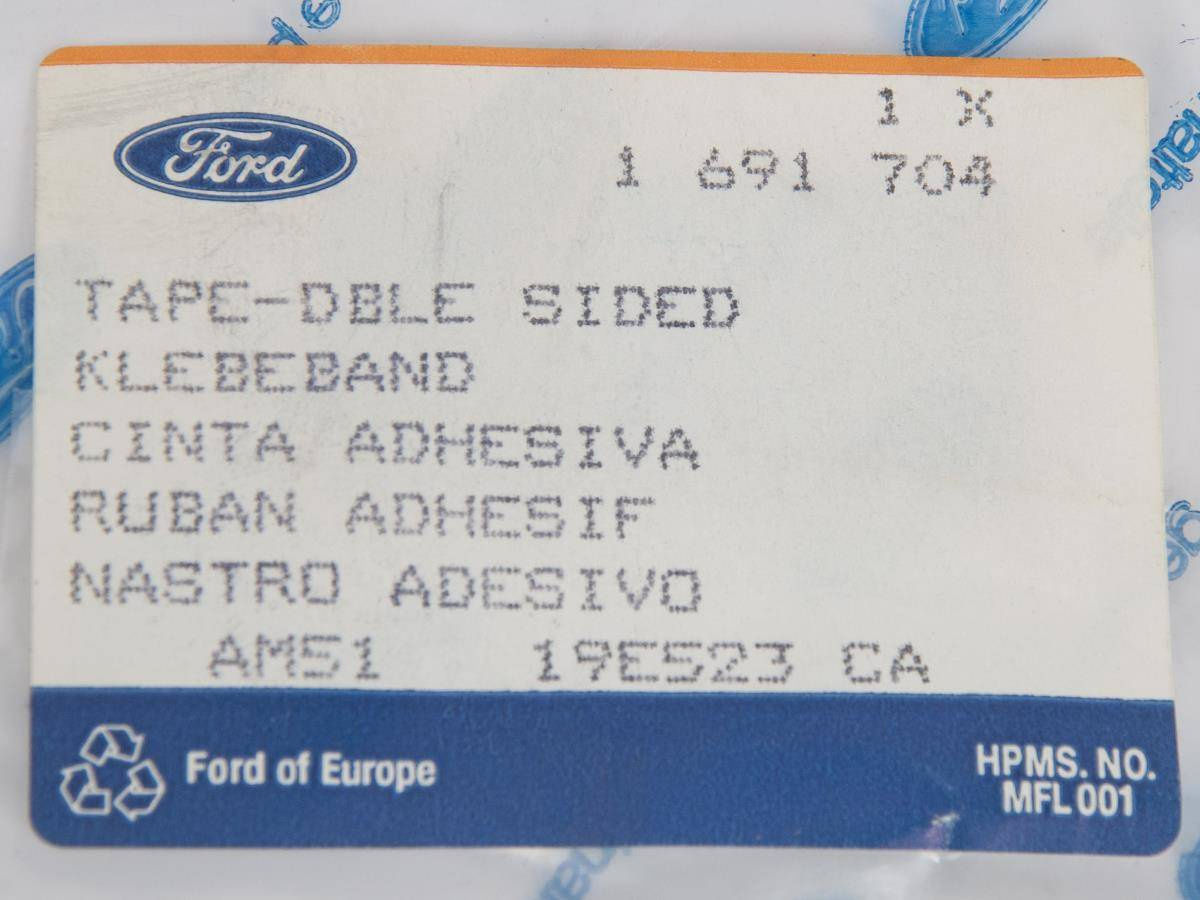 1 X
Ford
1 691 704
TAPE-DBLE SIDED
KLEBEBAND
CINTA ADHESIVA
RUBAN ADHESIF
NASTRO ADESIVO
AM51 19E523 CA
Ford of Europe
HPMS. NO.
MFL 001